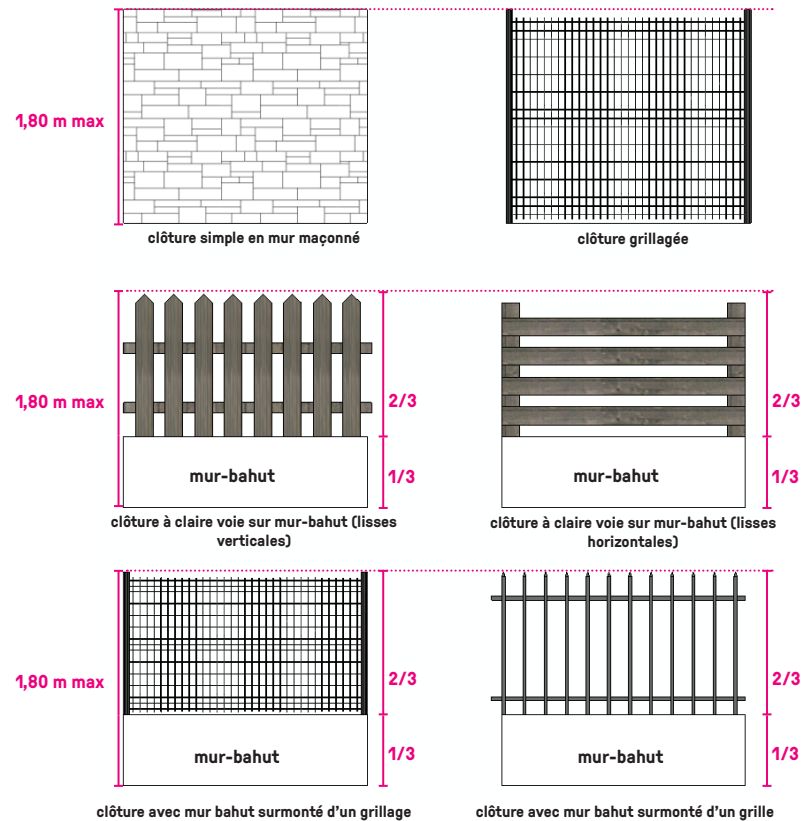 1,80 m max
clôture simple en mur maçonné
clôture grillagée
1,80 m max
2/3
2/3
mur-bahut
1/3
mur-bahut
1/3
clôture à claire voie sur mur-bahut (lisses
verticales)
clôture à claire voie sur mur-bahut (lisses
horizontales)
1,80 m max
2/3
2/3
mur-bahut
1/3
mur-bahut
1/3
clôture avec mur bahut surmonté d'un grillage
clôture avec mur bahut surmonté d'un grille